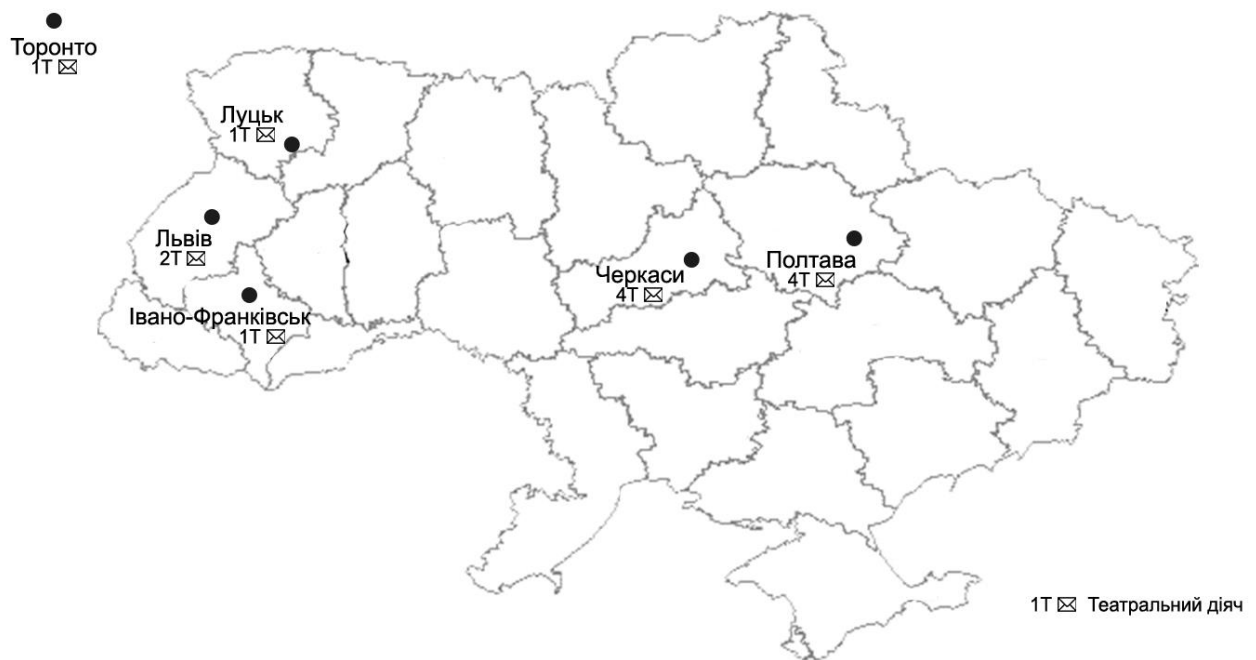 Торонто
1Т ✉
Луцьк
1Т ✉
Львів
2Т ✉
Івано-Франківськ
1Т ✉
Черкаси
4Т ✉
Полтава
4Т ✉
1Т ✉ Театральний діяч